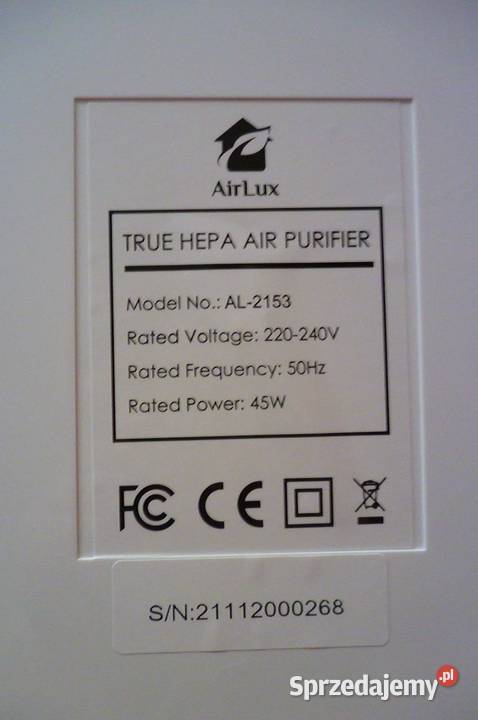 AirLux
TRUE HEPA AIR PURIFIER
Model No.: AL-2153
Rated Voltage: 220-240V
Rated Frequency: 50Hz
Rated Power: 45W
FC CE
S/N:21112000268
Sprzedajemy.pl